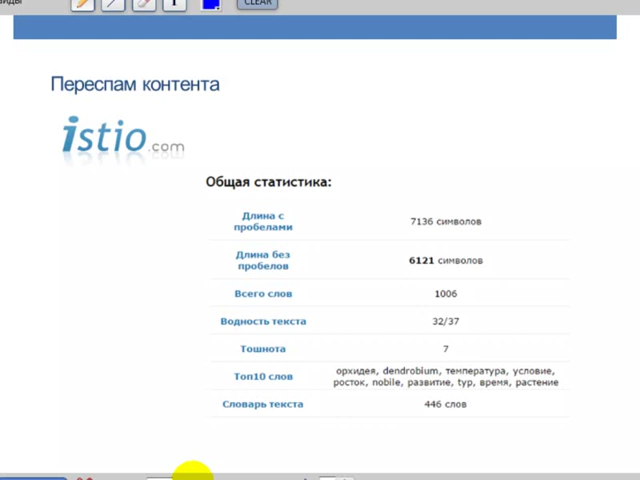 T
CLEAR
Переспам контента
istio.com
Общая статистика:
Длина с
пробелами
7136 символов
Длина без
пробелов
6121 символов
Всего слов
1006
Водность текста
32/37
Тошнота
7
Топ10 слов
орхидея, dendrobium, температура, условие,
росток, nobile, развитие, typ, время, растение
Словарь текста
446 слов